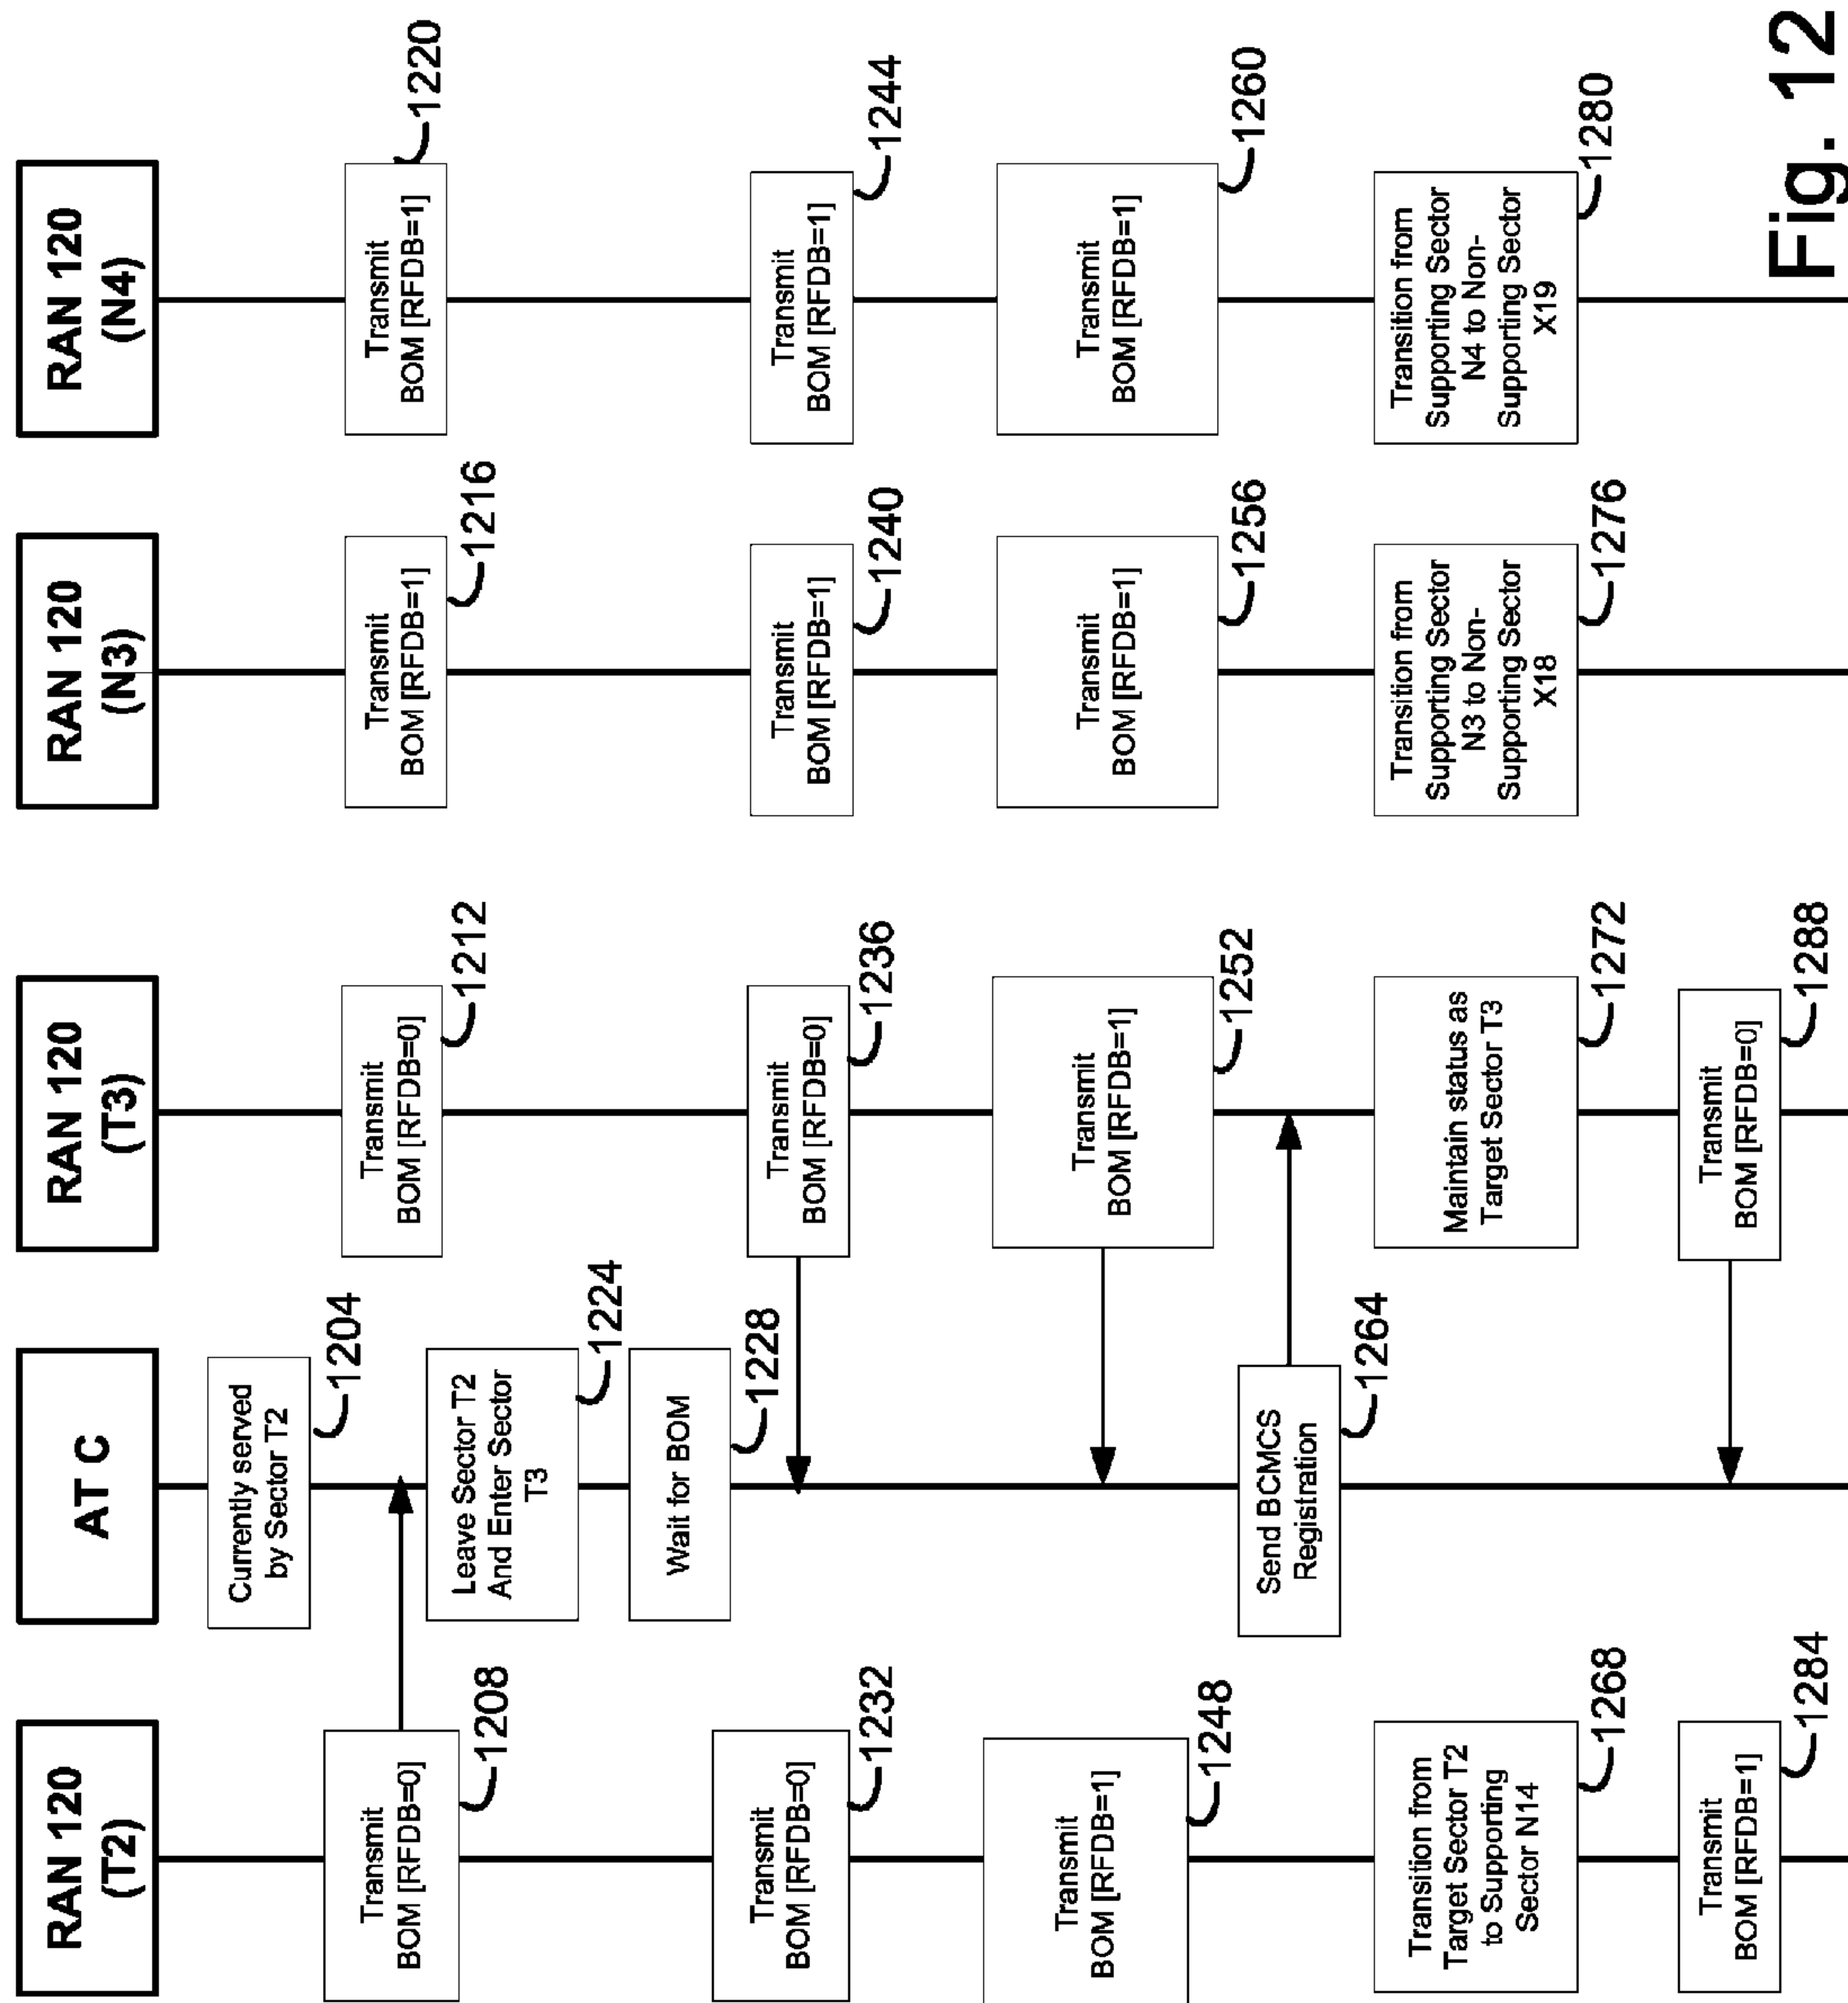 RAN 120
(T2)
AT C
RAN 120
(T3)
RAN 120
(N3)
RAN 120
(N4)
Currently served
by Sector T2
1204
Transmit
BOM [RFDB=0]
1208
Transmit
BOM [RFDB=0]
1212
Transmit
BOM [RFDB=1]
1216
Transmit
BOM [RFDB=1]
1220
Leave Sector T2
And Enter Sector
T3
1224
Wait for BOM
1228
Transmit
BOM [RFDB=0]
1232
Transmit
BOM [RFDB=0]
1236
Transmit
BOM [RFDB=1]
1240
Transmit
BOM [RFDB=1]
1244
Transmit
BOM [RFDB=1]
1248
Transmit
BOM [RFDB=1]
1252
Transmit
BOM [RFDB=1]
1256
Transmit
BOM [RFDB=1]
1260
Send BCMCS
Registration
1264
Transition from
Target Sector T2
to Supporting
Sector N14
1268
Maintain status as
Target Sector T3
1272
Transition from
Supporting Sector
N3 to Non-
Supporting Sector
X18
1276
Transition from
Supporting Sector
N4 to Non-
Supporting Sector
X19
1280
Transmit
BOM [RFDB=1]
1284
Transmit
BOM [RFDB=0]
1288
Fig. 12